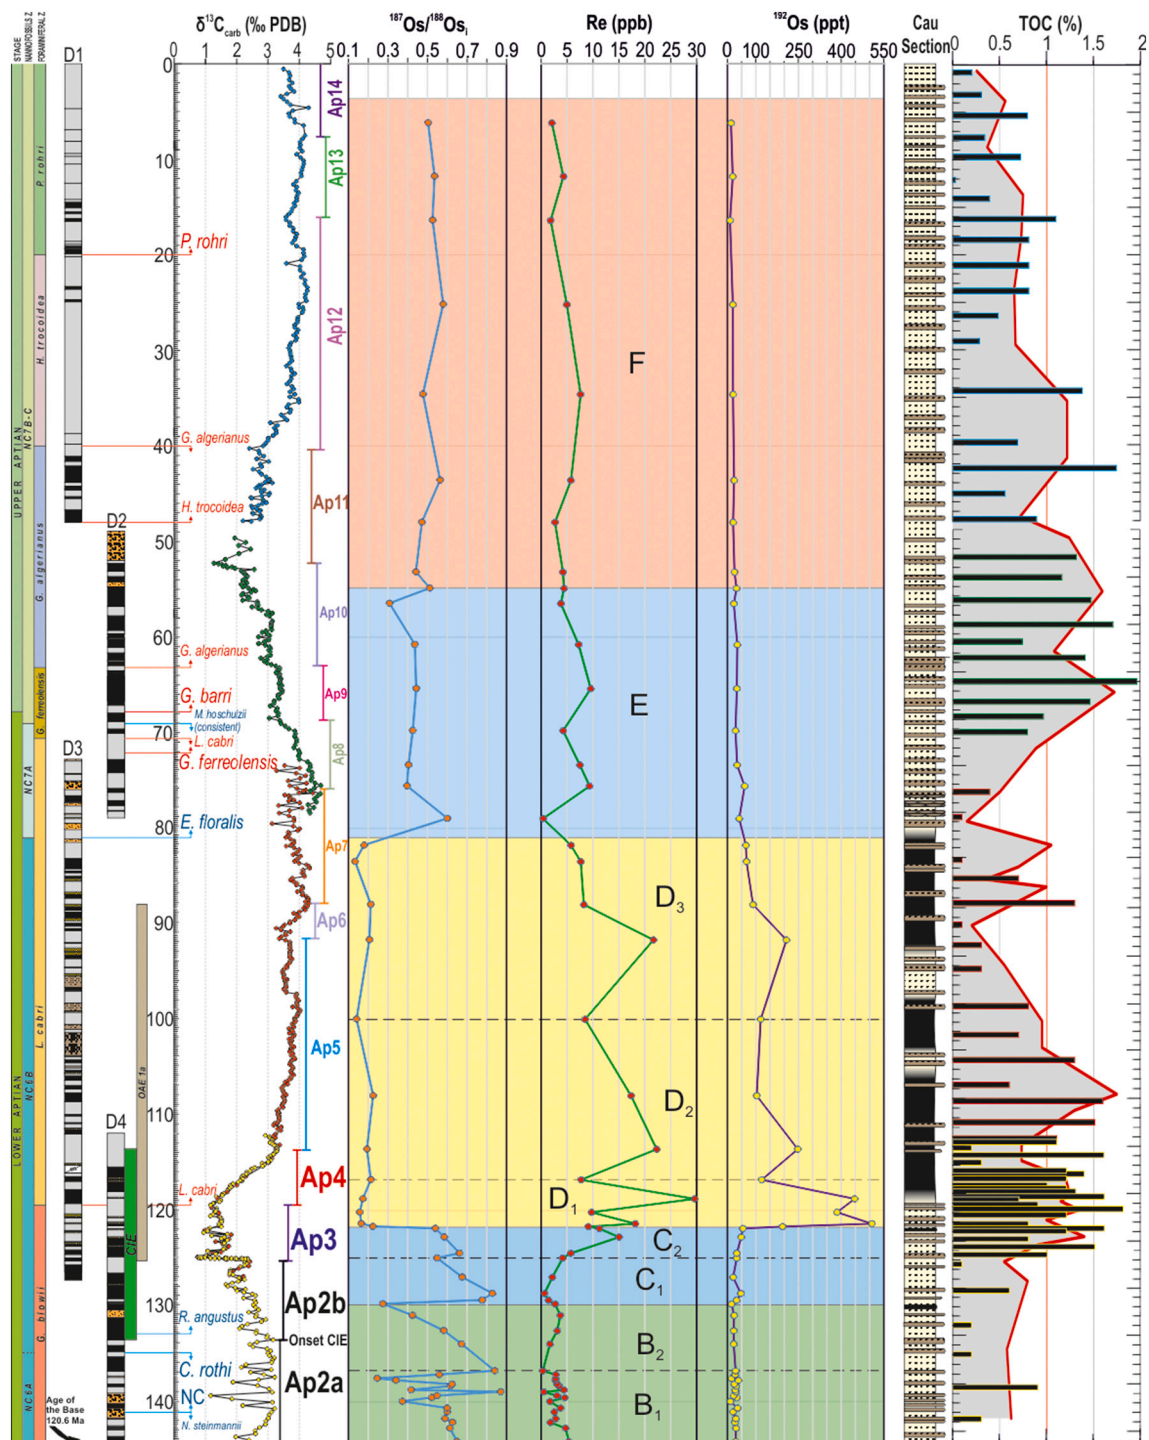 STAGE
NANNOFOSSILS Z
FORAMINIFERAL Z
D1
δ¹³C carb (‰ PDB)
¹⁸⁷Os/¹⁸⁸Os i
Re (ppb)
¹⁹²Os (ppt)
Cau
Section
TOC (%)
0 1 2 3 4 5
0.1 0.3 0.5 0.7 0.9
0 5 10 15 20 25 30
0 100 250 400 550
0 0.5 1 1.5 2
0
10
20
30
40
50
60
70
80
90
100
110
120
130
140
UPPER APTIAN
LOWER APTIAN
NC7B-C
NC7A
NC6B
NC6A
P. rohri
H. trocoidea
G. algerianus
G. ferreolensis
L. cabri
G. blowii
D2
D3
D4
OAE 1a
CIE
P. rohri
G. algerianus
H. trocoidea
G. algerianus
G. barri
M. hoschulzii
(consistent)
L. cabri
G. ferreolensis
E. floralis
L. cabri
R. angustus
C. rothi
NC
N. steinmannii
Age of
the Base
120.6 Ma
Ap14
Ap13
Ap12
Ap11
Ap10
Ap9
Ap8
Ap7
Ap6
Ap5
Ap4
Ap3
Ap2b
Onset CIE
Ap2a
F
E
D₃
D₂
D₁
C₂
C₁
B₂
B₁